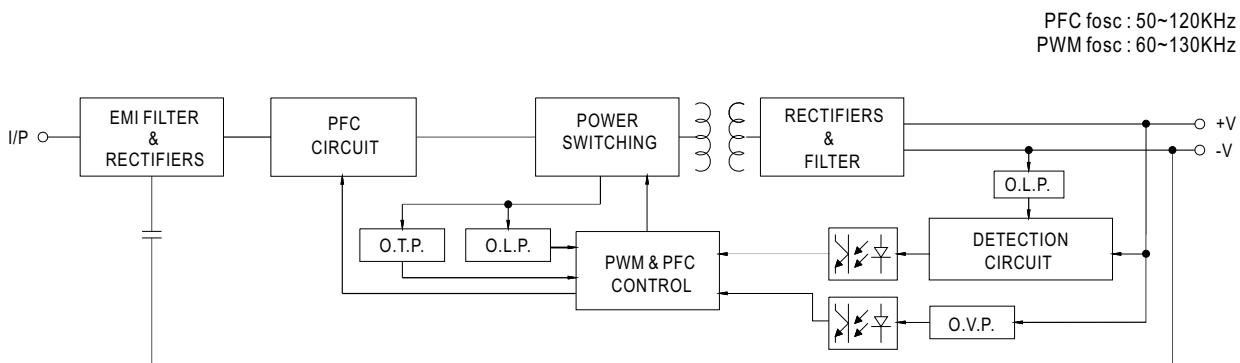 PFC fosc : 50~120KHz
PWM fosc : 60~130KHz
I/P
EMI FILTER
&
RECTIFIERS
PFC
CIRCUIT
POWER
SWITCHING
RECTIFIERS
&
FILTER
+V
-V
O.L.P.
O.T.P.
O.L.P.
PWM & PFC
CONTROL
DETECTION
CIRCUIT
O.V.P.